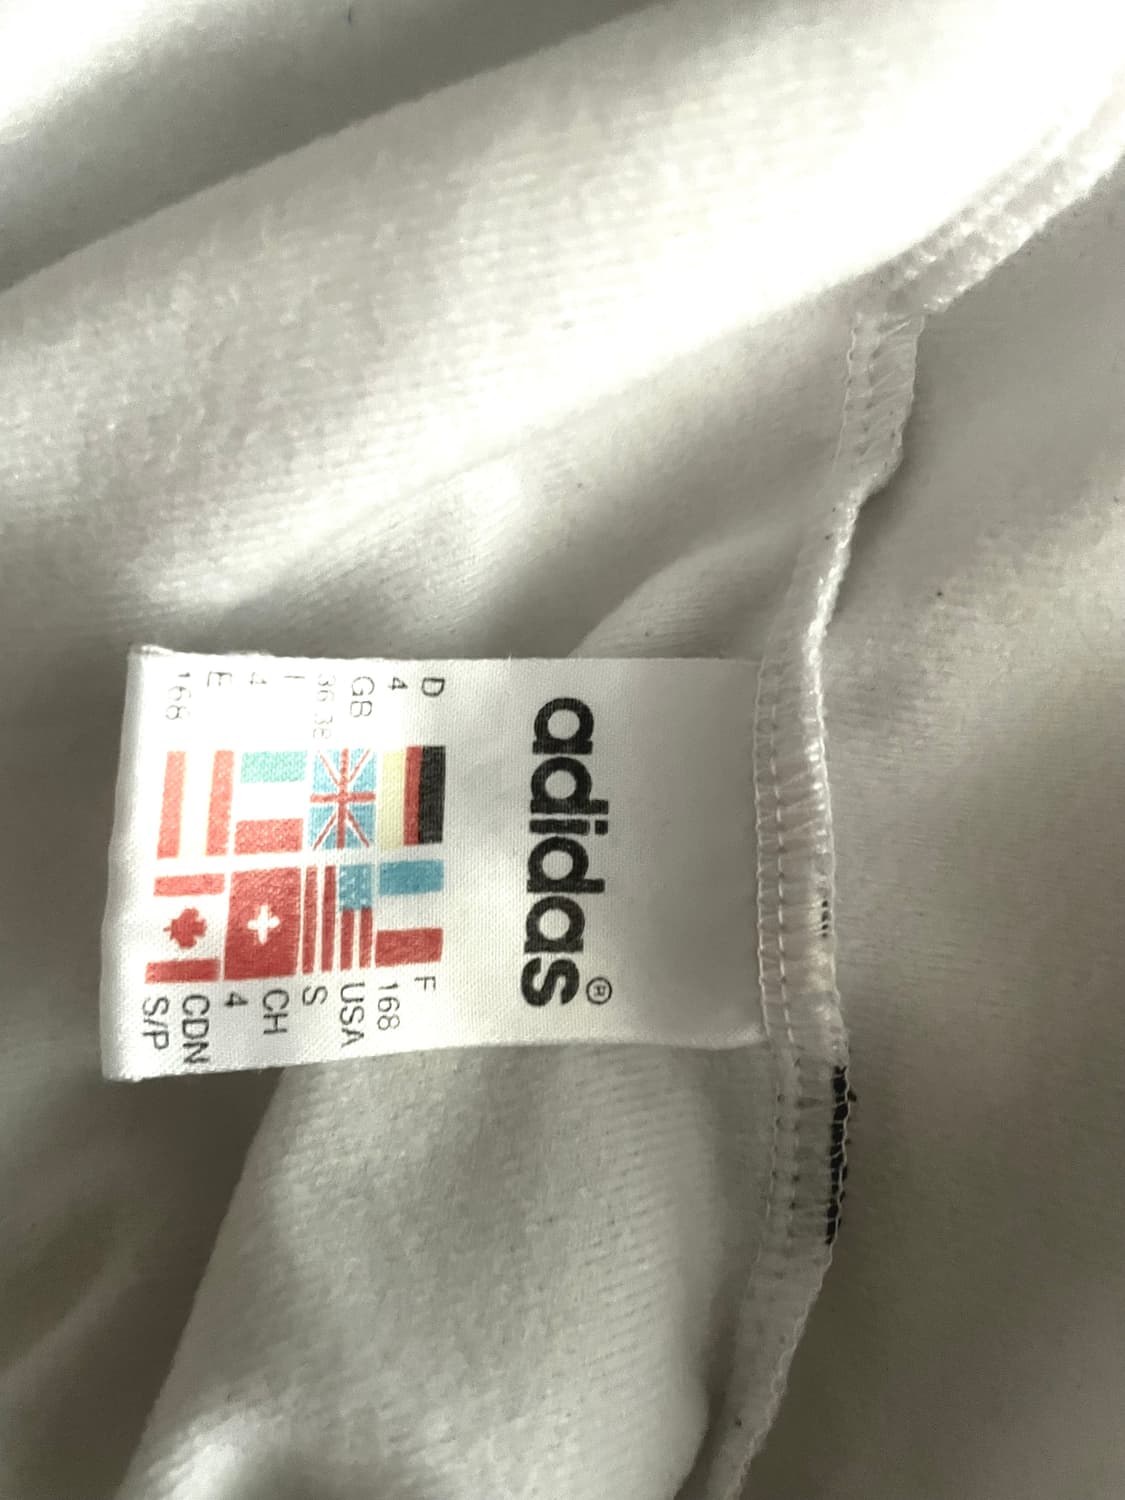 adidas®
D
4
GB
36 38
I
4
E
168
F
168
USA
S
CH
4
CDN
S/P